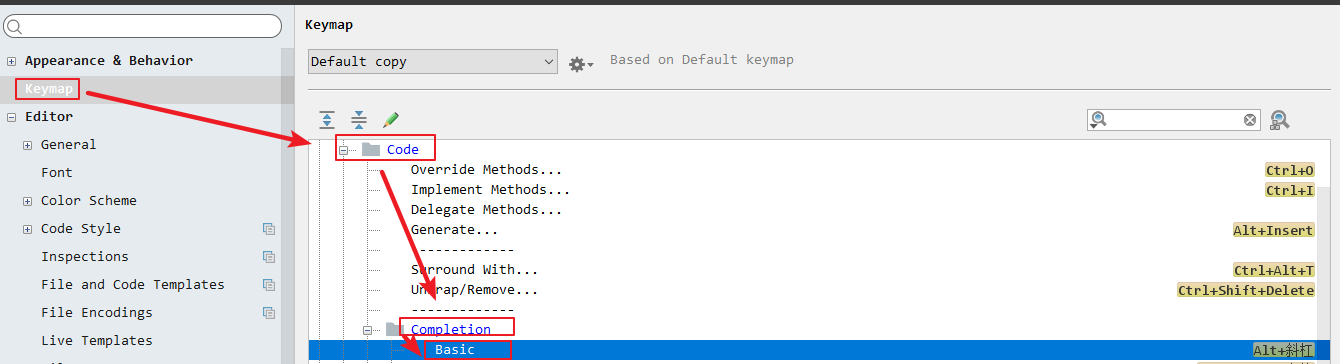 Appearance & Behavior
Keymap
Editor
General
Font
Color Scheme
Code Style
Inspections
File and Code Templates
File Encodings
Live Templates
Keymap
Default copy
Based on Default keymap
Code
Override Methods... Ctrl+O
Implement Methods... Ctrl+I
Delegate Methods...
Generate... Alt+Insert
-------------
Surround With... Ctrl+Alt+T
Unwrap/Remove... Ctrl+Shift+Delete
-------------
Completion
Basic Alt+斜杠